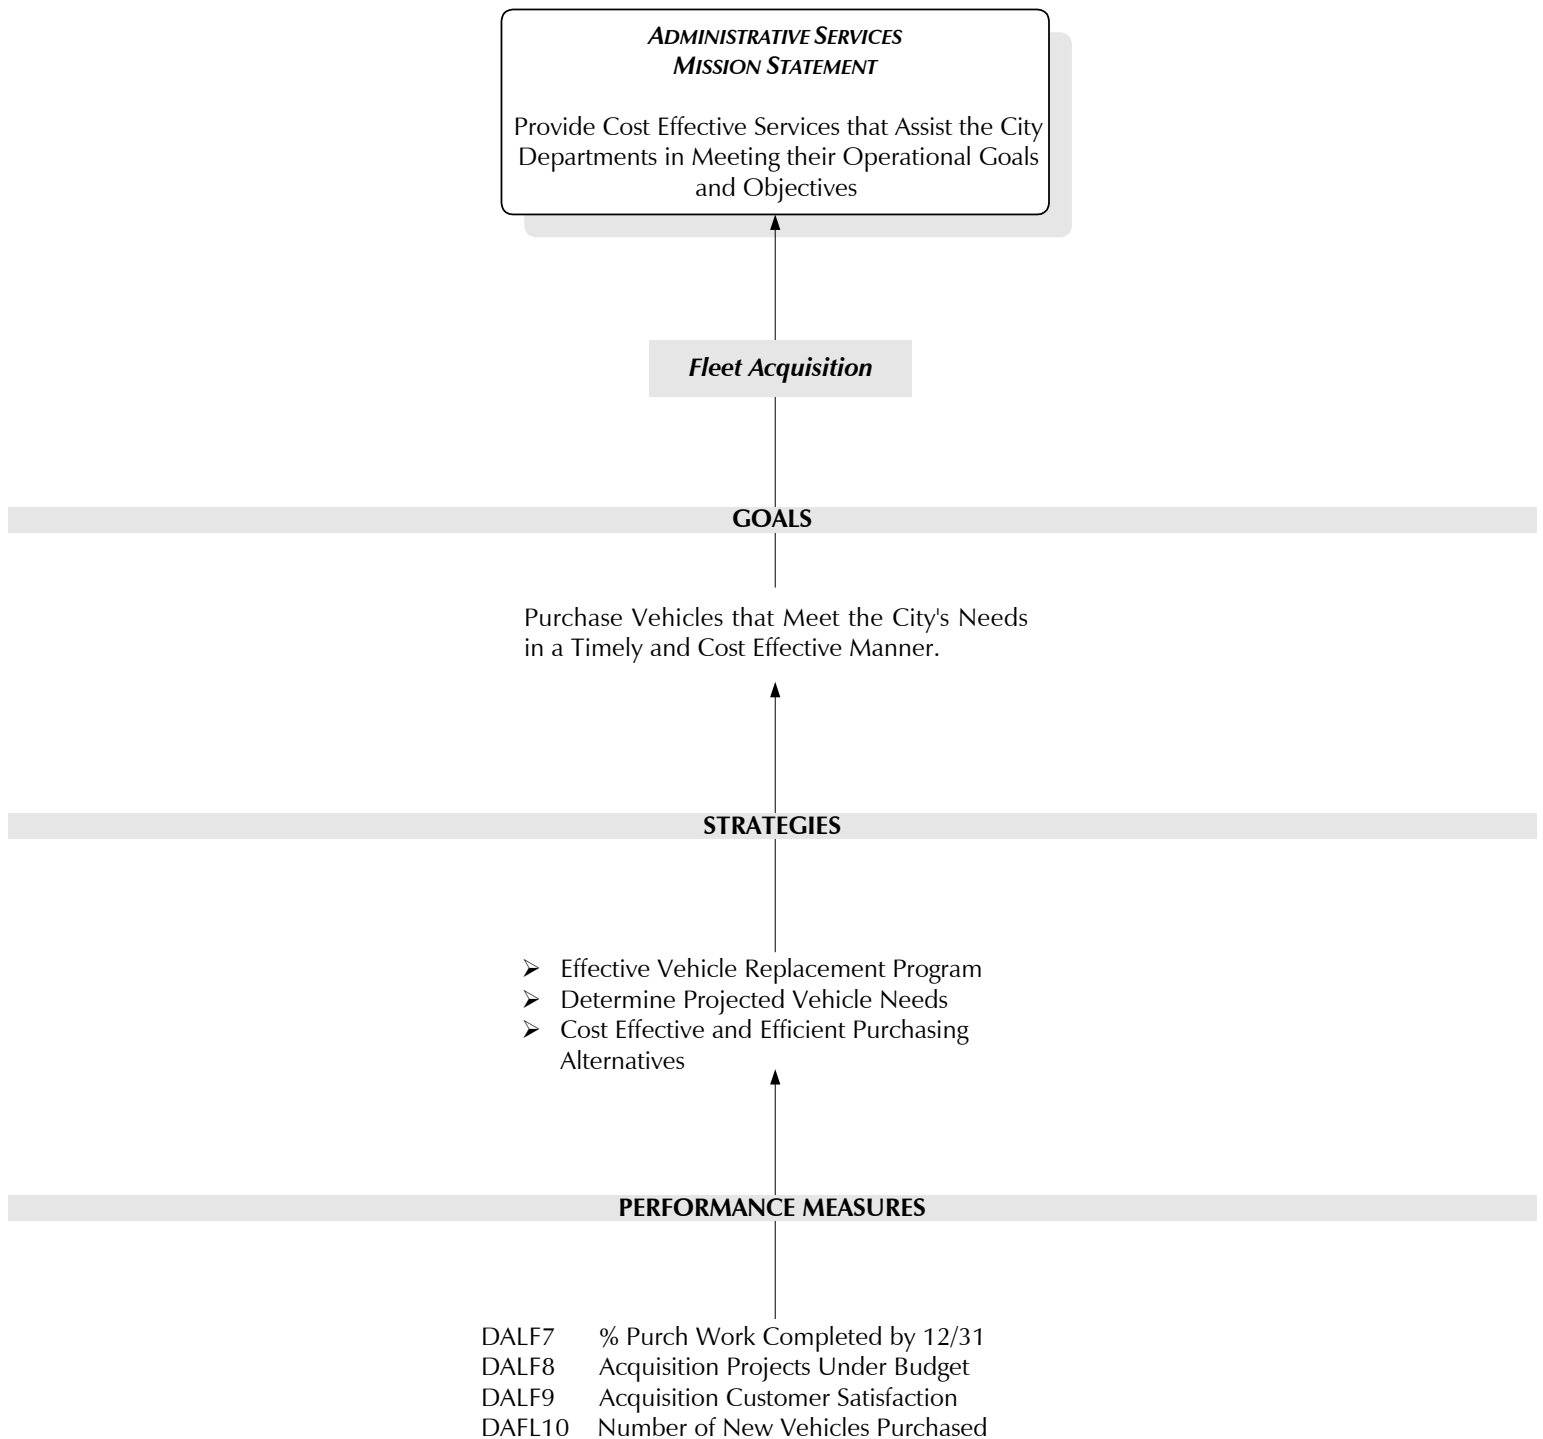 ADMINISTRATIVE SERVICES
MISSION STATEMENT
Provide Cost Effective Services that Assist the City
Departments in Meeting their Operational Goals
and Objectives
Fleet Acquisition
GOALS
Purchase Vehicles that Meet the City's Needs
in a Timely and Cost Effective Manner.
STRATEGIES
➢ Effective Vehicle Replacement Program
➢ Determine Projected Vehicle Needs
➢ Cost Effective and Efficient Purchasing
Alternatives
PERFORMANCE MEASURES
DALF7 % Purch Work Completed by 12/31
DALF8 Acquisition Projects Under Budget
DALF9 Acquisition Customer Satisfaction
DAFL10 Number of New Vehicles Purchased